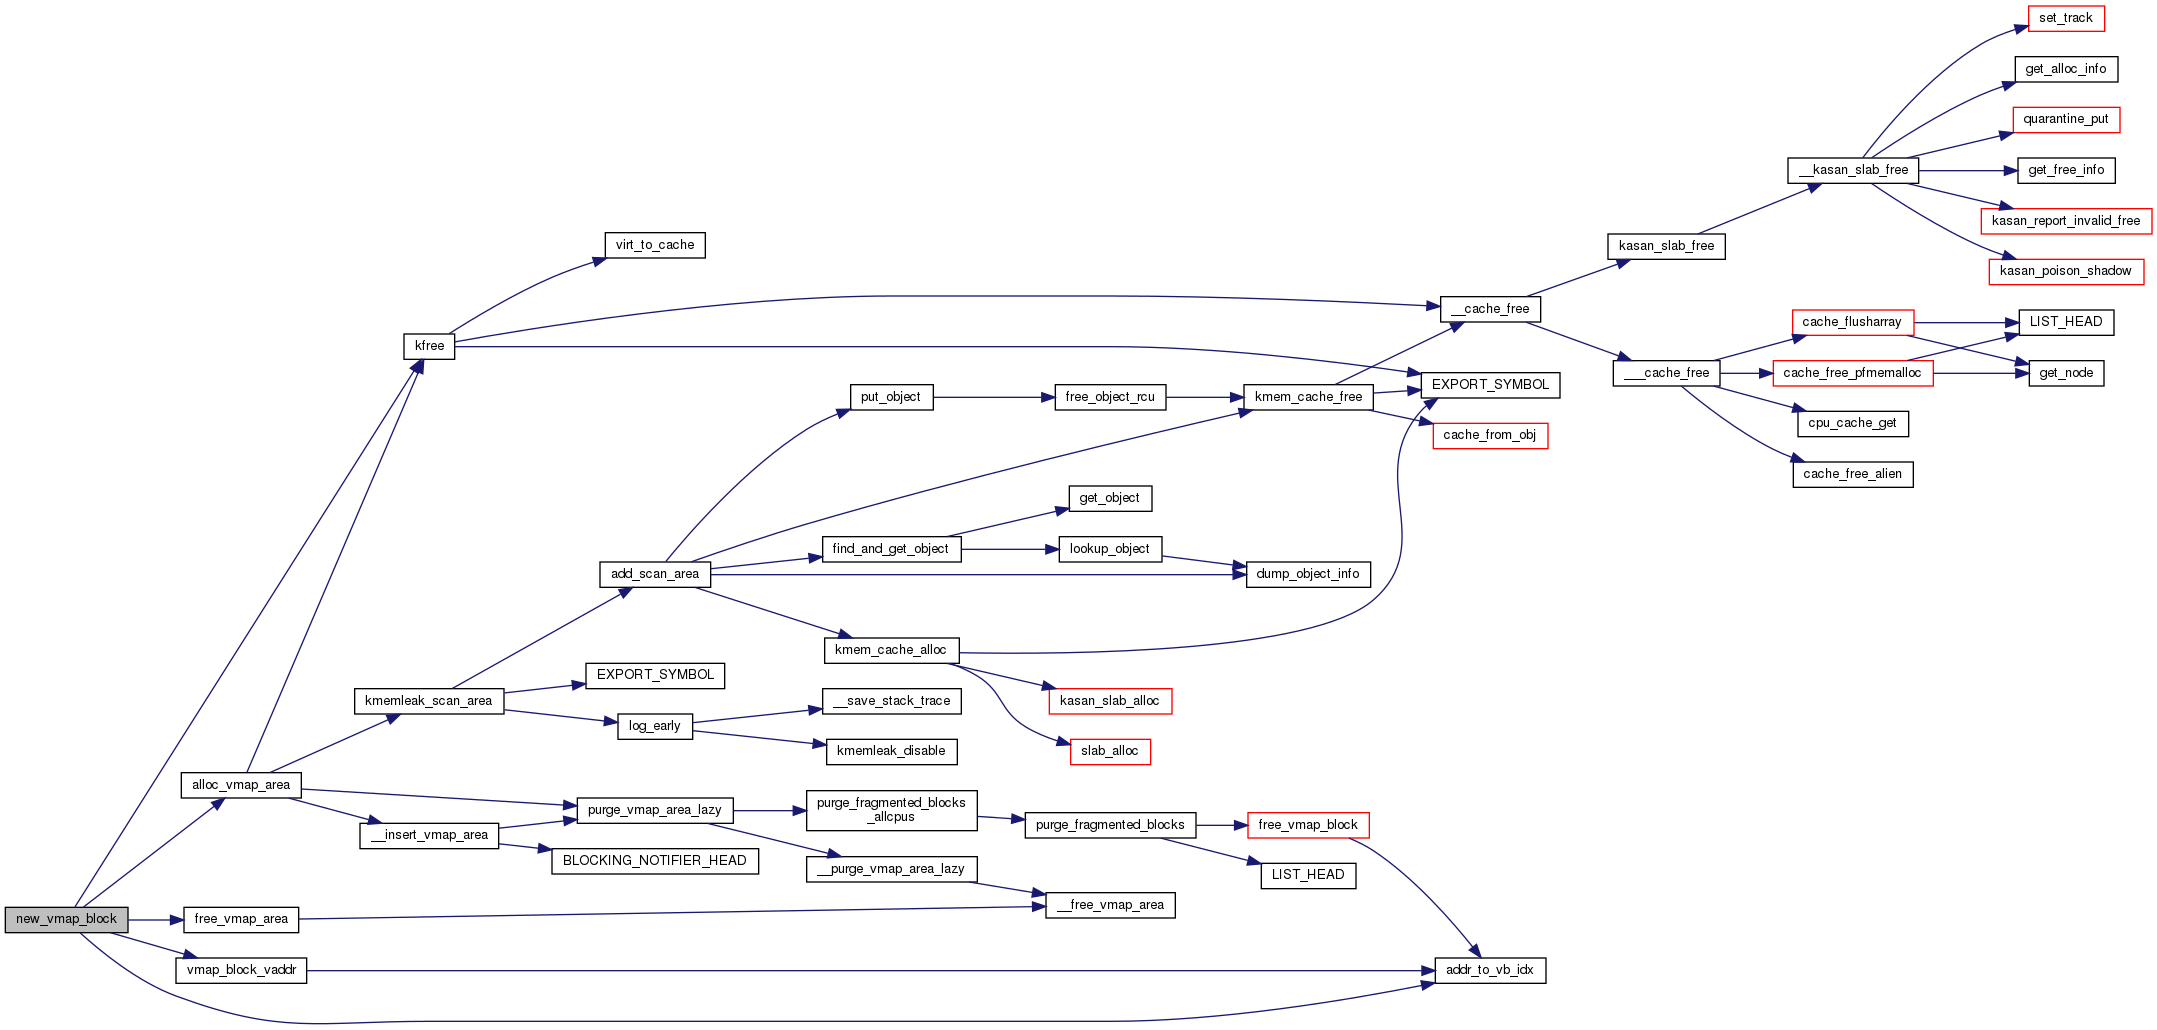 set_track
get_alloc_info
quarantine_put
__kasan_slab_free
get_free_info
kasan_report_invalid_free
kasan_slab_free
virt_to_cache
kasan_poison_shadow
__cache_free
cache_flusharray
LIST_HEAD
kfree
___cache_free
cache_free_pfmemalloc
get_node
EXPORT_SYMBOL
put_object
free_object_rcu
kmem_cache_free
cpu_cache_get
cache_from_obj
cache_free_alien
get_object
find_and_get_object
lookup_object
add_scan_area
dump_object_info
kmem_cache_alloc
EXPORT_SYMBOL
kmemleak_scan_area
__save_stack_trace
kasan_slab_alloc
log_early
kmemleak_disable
slab_alloc
alloc_vmap_area
purge_vmap_area_lazy
purge_fragmented_blocks
_allcpus
purge_fragmented_blocks
free_vmap_block
__insert_vmap_area
BLOCKING_NOTIFIER_HEAD
__purge_vmap_area_lazy
LIST_HEAD
new_vmap_block
free_vmap_area
__free_vmap_area
vmap_block_vaddr
addr_to_vb_idx